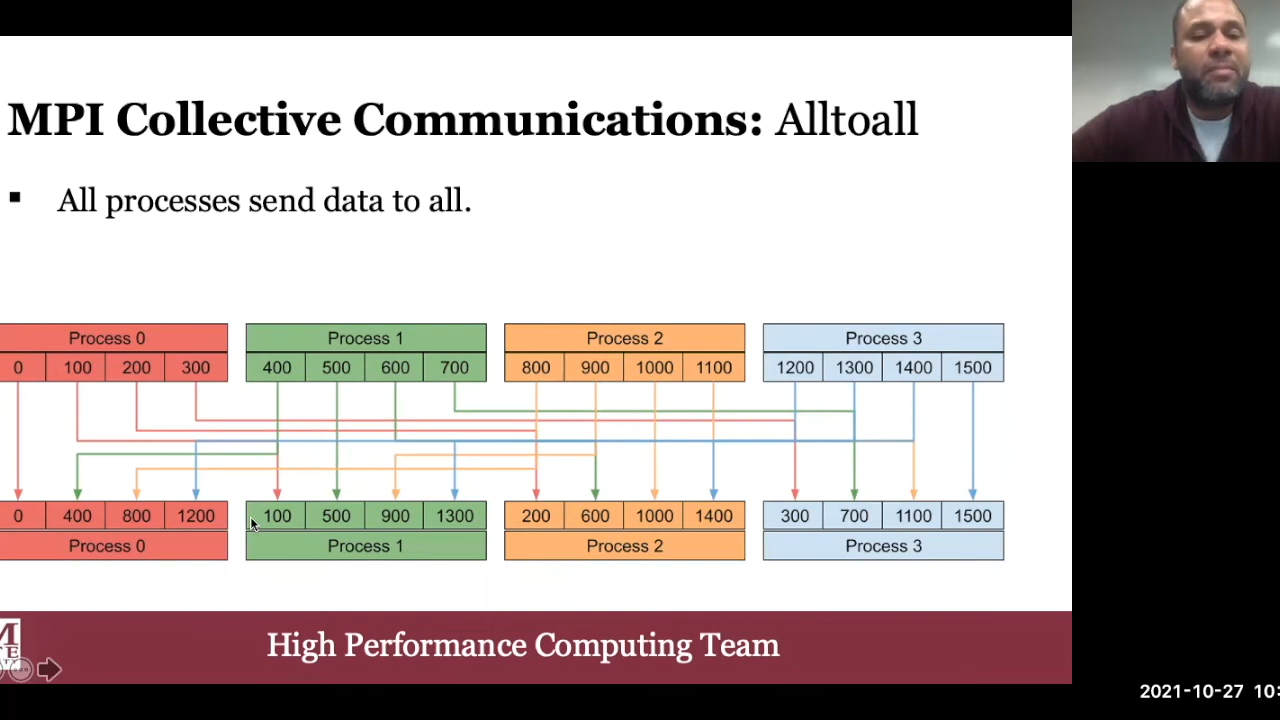 MPI Collective Communications: Alltoall
▪ All processes send data to all.
Process 0 Process 1 Process 2 Process 3
0 100 200 300 400 500 600 700 800 900 1000 1100 1200 1300 1400 1500
0 400 800 1200 100 500 900 1300 200 600 1000 1400 300 700 1100 1500
Process 0 Process 1 Process 2 Process 3
High Performance Computing Team
2021-10-27 10: